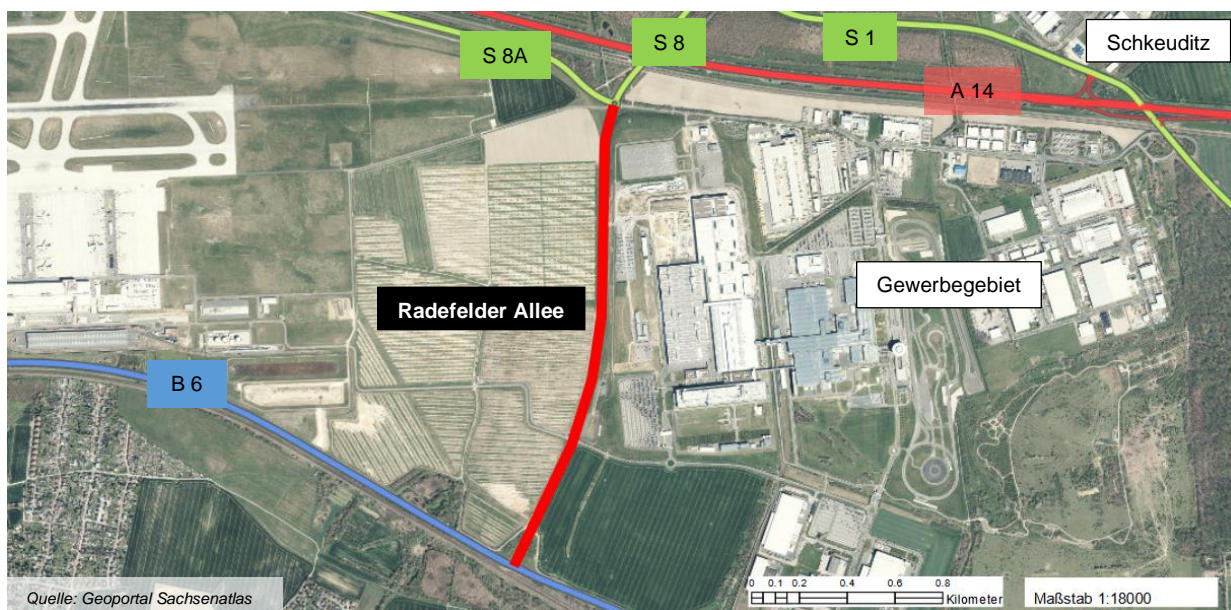 S 8A
S 8
S 1
Schkeuditz
A 14
Gewerbegebiet
Radefelder Allee
B 6
Quelle: Geoportal Sachsenatlas
0 0.1 0.2 0.4 0.6 0.8
Kilometer
Maßstab 1:18000